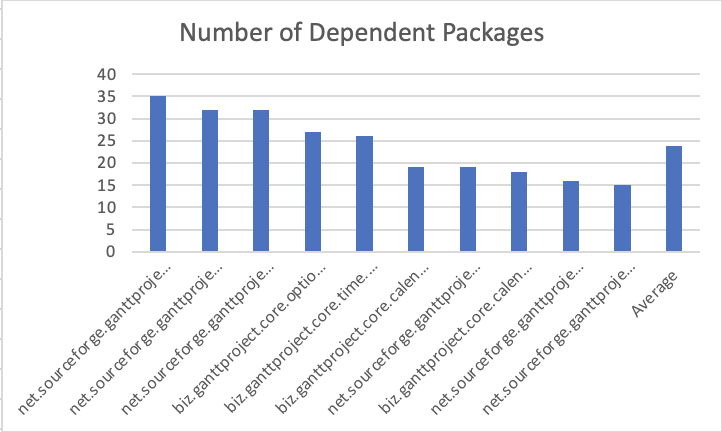 Number of Dependent Packages
40
35
30
25
20
15
10
5
0
net.sourceforge.ganttproje...
net.sourceforge.ganttproje...
net.sourceforge.ganttproje...
biz.ganttproject.core.optio...
biz.ganttproject.core.time....
biz.ganttproject.core.calen...
net.sourceforge.ganttproje...
biz.ganttproject.core.calen...
net.sourceforge.ganttproje...
net.sourceforge.ganttproje...
Average